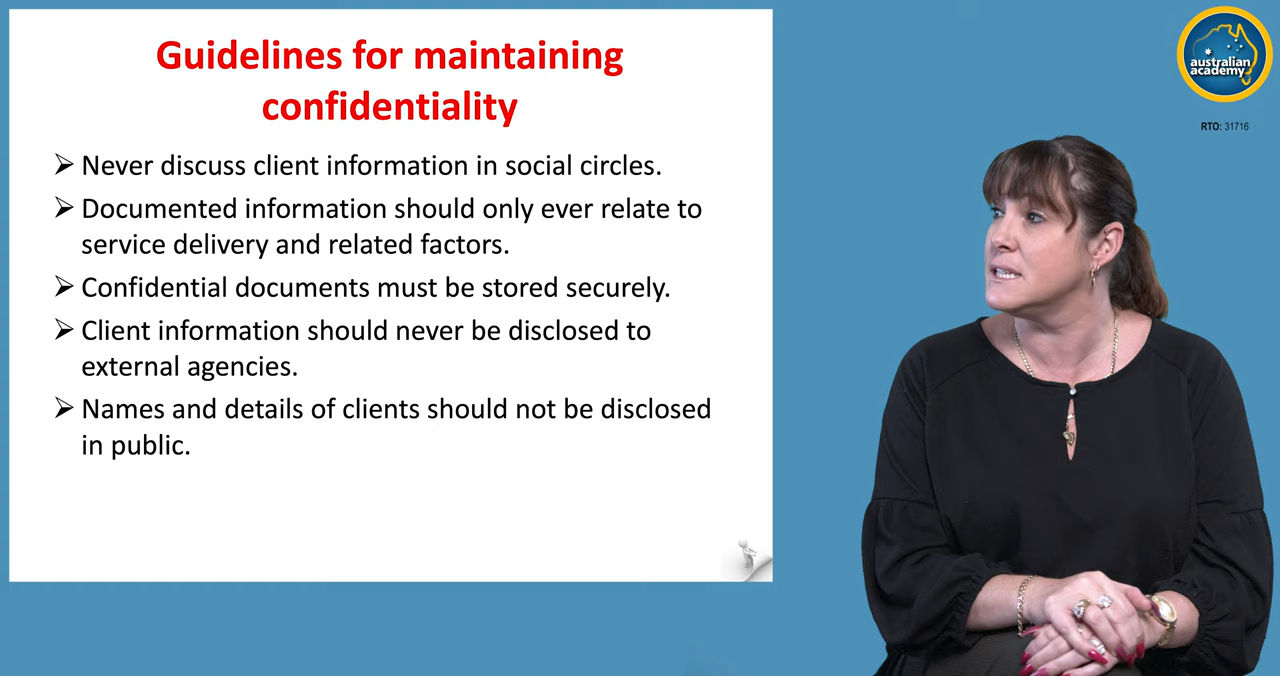 Guidelines for maintaining
confidentiality
➢ Never discuss client information in social circles.
➢ Documented information should only ever relate to
service delivery and related factors.
➢ Confidential documents must be stored securely.
➢ Client information should never be disclosed to
external agencies.
➢ Names and details of clients should not be disclosed
in public.
australian
academy
RTO: 31716